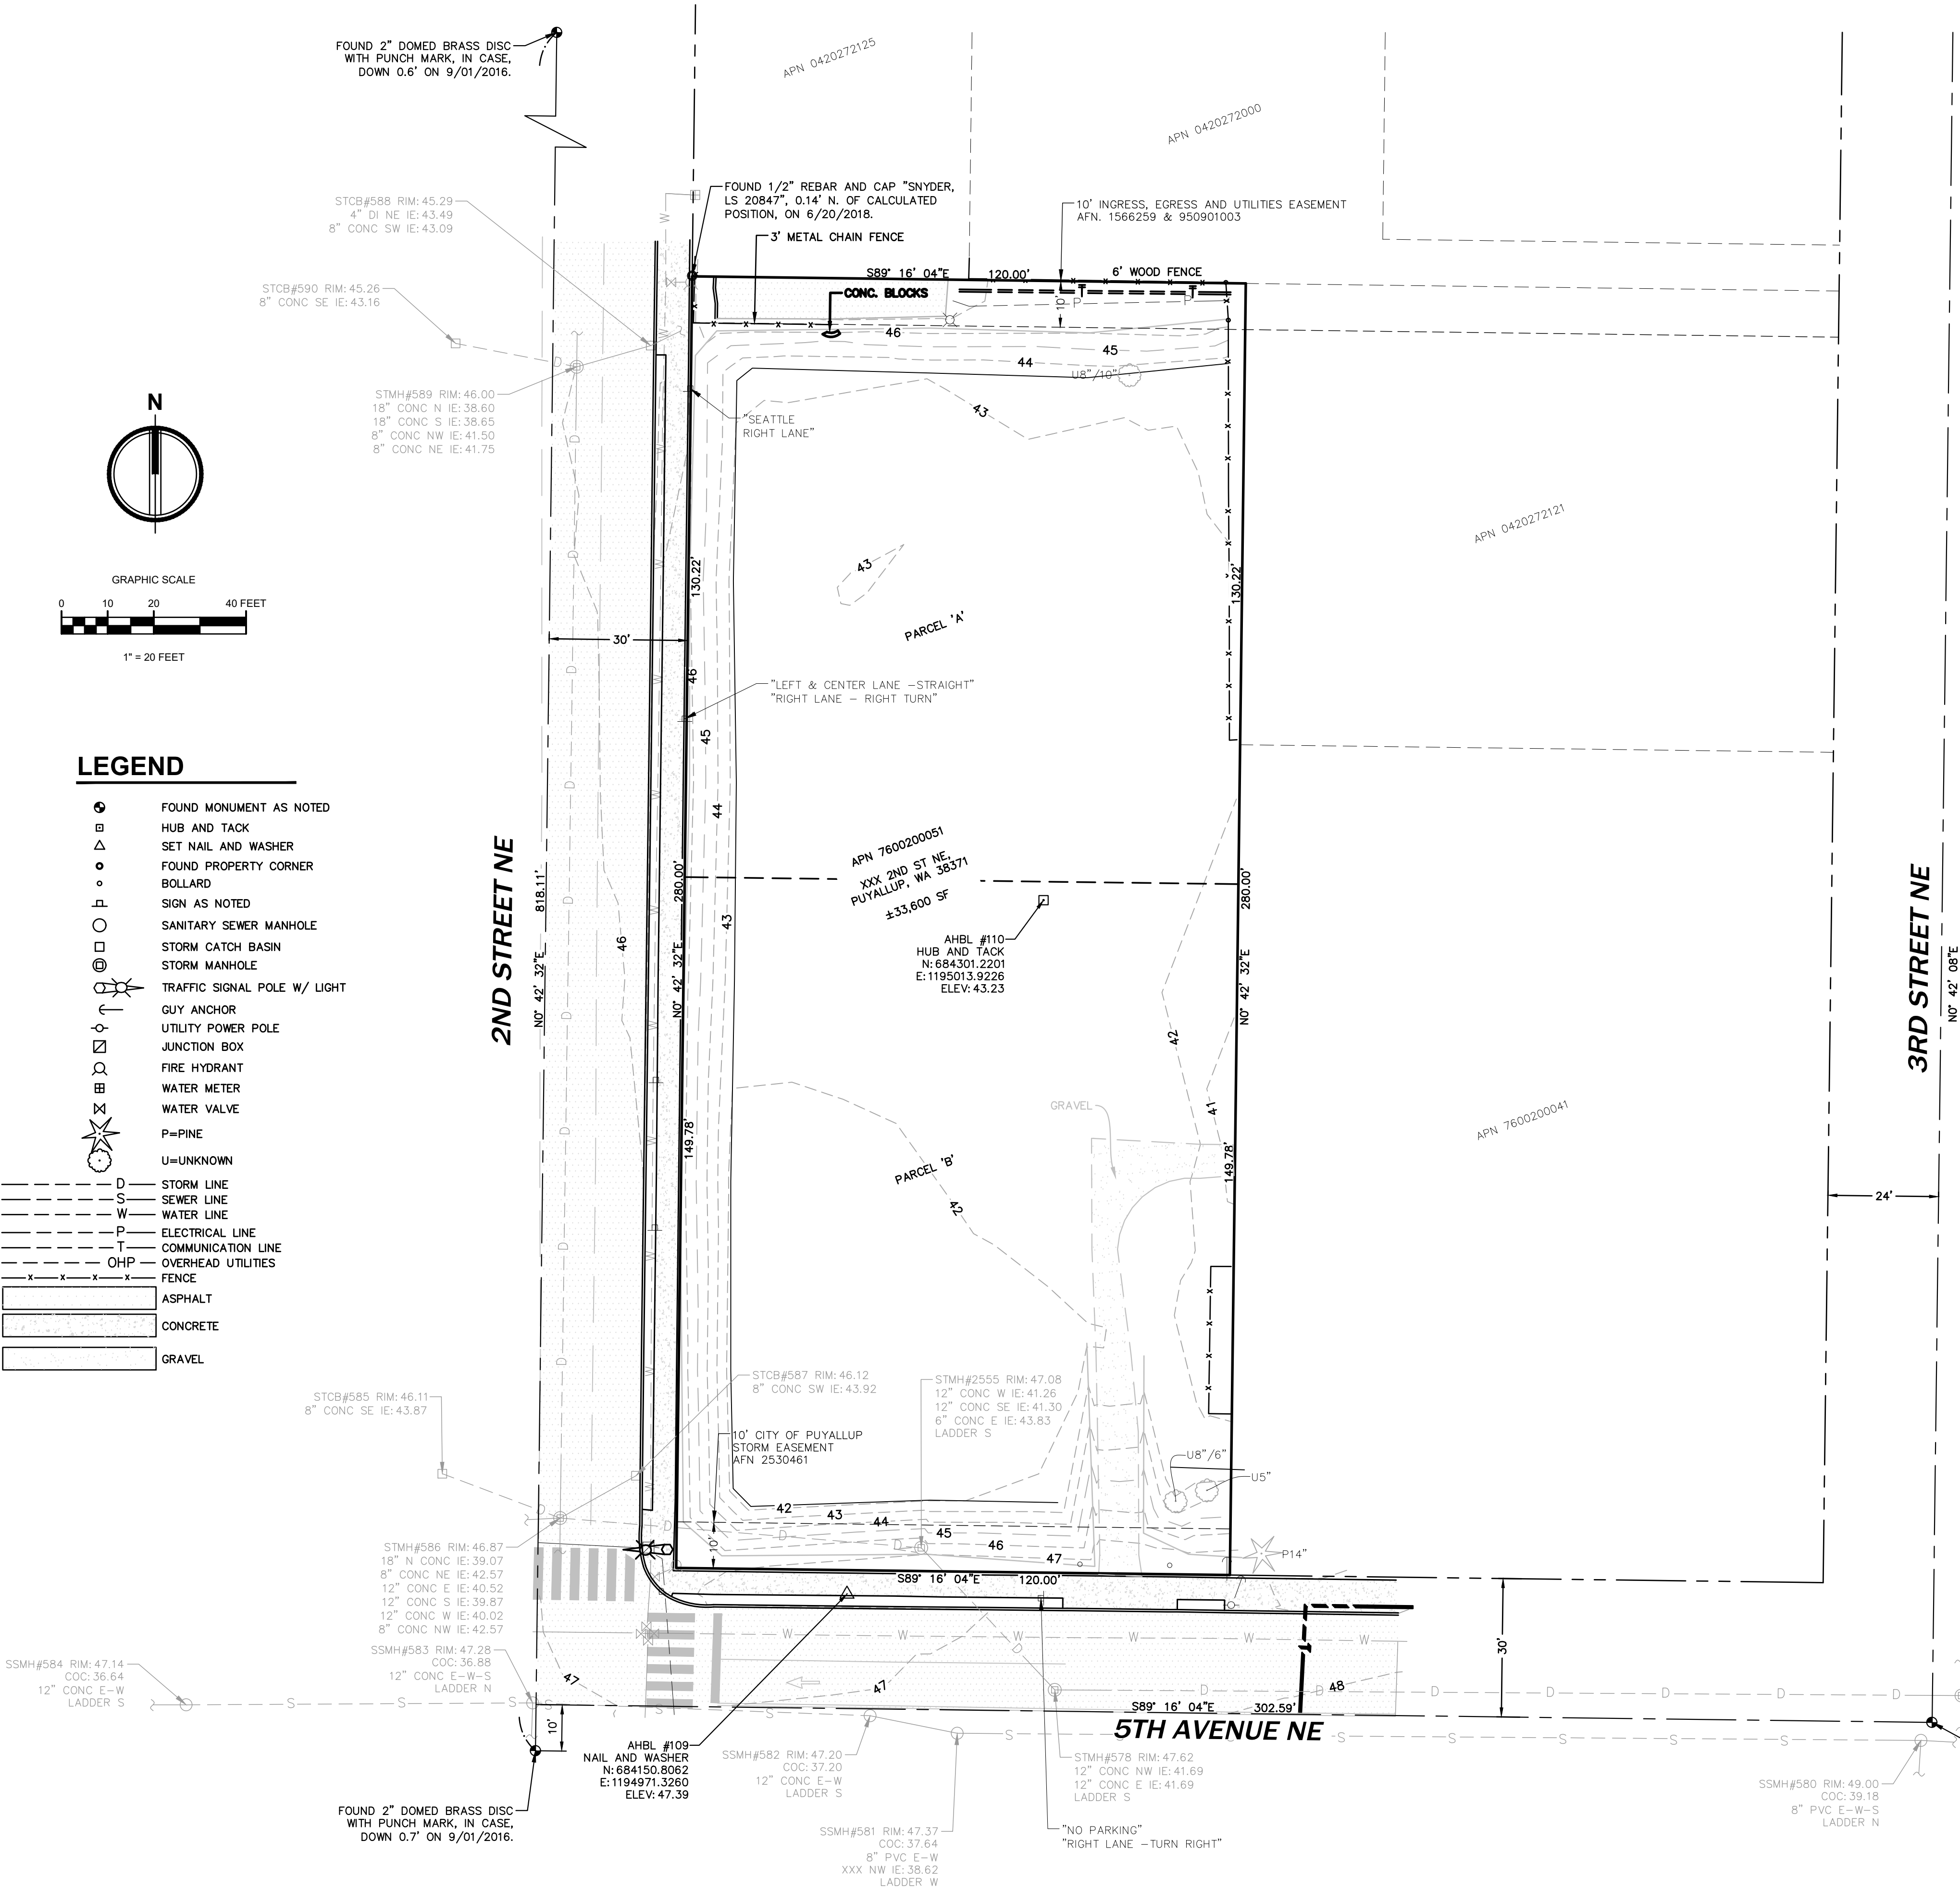 FOUND 2" DOMED BRASS DISC
WITH PUNCH MARK, IN CASE,
DOWN 0.6' ON 9/01/2016.
APN 0420272125
APN 0420272000
STCB#588 RIM: 45.29
4" DI NE IE: 43.49
8" CONC SW IE: 43.09
FOUND 1/2" REBAR AND CAP "SNYDER,
LS 20847", 0.14' N. OF CALCULATED
POSITION, ON 6/20/2018.
10' INGRESS, EGRESS AND UTILITIES EASEMENT
AFN. 1566259 & 950901003
3' METAL CHAIN FENCE
S89° 16' 04"E 120.00'
6' WOOD FENCE
CONC. BLOCKS
10'
P
P
T
T
46
45
44
43
STCB#590 RIM: 45.26
8" CONC SE IE: 43.16
STMH#589 RIM: 46.00
18" CONC N IE: 38.60
18" CONC S IE: 38.65
8" CONC NW IE: 41.50
8" CONC NE IE: 41.75
U8"/10"
"SEATTLE
RIGHT LANE"
N
GRAPHIC SCALE
0 10 20 40 FEET
1" = 20 FEET
APN 0420272121
43
130.22'
130.22'
30'
PARCEL 'A'
46
"LEFT & CENTER LANE -STRAIGHT"
"RIGHT LANE - RIGHT TURN"
45
44
43
LEGEND
FOUND MONUMENT AS NOTED
HUB AND TACK
SET NAIL AND WASHER
FOUND PROPERTY CORNER
BOLLARD
SIGN AS NOTED
SANITARY SEWER MANHOLE
STORM CATCH BASIN
STORM MANHOLE
TRAFFIC SIGNAL POLE W/ LIGHT
GUY ANCHOR
UTILITY POWER POLE
JUNCTION BOX
FIRE HYDRANT
WATER METER
WATER VALVE
P=PINE
U=UNKNOWN
D STORM LINE
S SEWER LINE
W WATER LINE
P ELECTRICAL LINE
T COMMUNICATION LINE
OHP OVERHEAD UTILITIES
x x x x FENCE
ASPHALT
CONCRETE
GRAVEL
2ND STREET NE
N0° 42' 32"E 818.11'
46
N0° 42' 32"E 280.00'
APN 7600200051
XXX 2ND ST NE,
PUYALLUP, WA 38371
±33,600 SF
AHBL #110
HUB AND TACK
N: 684301.2201
E: 1195013.9226
ELEV: 43.23
N0° 42' 32"E 280.00'
3RD STREET NE
N0° 42' 08"E
42
41
GRAVEL
APN 7600200041
149.78'
149.78'
PARCEL 'B'
42
24'
STCB#585 RIM: 46.11
8" CONC SE IE: 43.87
STCB#587 RIM: 46.12
8" CONC SW IE: 43.92
STMH#2555 RIM: 47.08
12" CONC W IE: 41.26
12" CONC SE IE: 41.30
6" CONC E IE: 43.83
LADDER S
10' CITY OF PUYALLUP
STORM EASEMENT
AFN 2530461
U8"/6"
U5"
42
43
44
45
46
47
10'
P14"
STMH#586 RIM: 46.87
18" N CONC IE: 39.07
8" CONC NE IE: 42.57
12" CONC E IE: 40.52
12" CONC S IE: 39.87
12" CONC W IE: 40.02
8" CONC NW IE: 42.57
S89° 16' 04"E 120.00'
30'
SSMH#584 RIM: 47.14
COC: 36.64
12" CONC E-W
LADDER S
SSMH#583 RIM: 47.28
COC: 36.88
12" CONC E-W-S
LADDER N
47
47
48
S89° 16' 04"E 302.59'
5TH AVENUE NE
10'
AHBL #109
NAIL AND WASHER
N: 684150.8062
E: 1194971.3260
ELEV: 47.39
SSMH#582 RIM: 47.20
COC: 37.20
12" CONC E-W
LADDER S
STMH#578 RIM: 47.62
12" CONC NW IE: 41.69
12" CONC E IE: 41.69
LADDER S
SSMH#580 RIM: 49.00
COC: 39.18
8" PVC E-W-S
LADDER N
FOUND 2" DOMED BRASS DISC
WITH PUNCH MARK, IN CASE,
DOWN 0.7' ON 9/01/2016.
SSMH#581 RIM: 47.37
COC: 37.64
8" PVC E-W
XXX NW IE: 38.62
LADDER W
"NO PARKING"
"RIGHT LANE -TURN RIGHT"